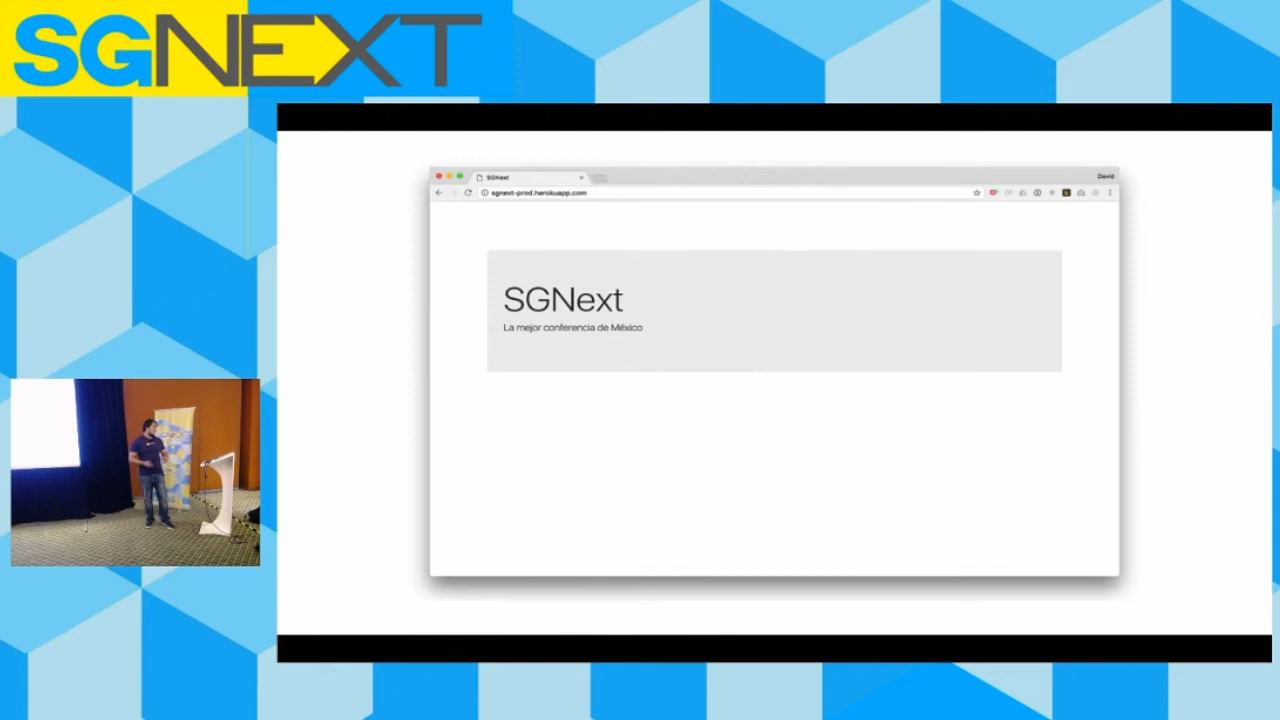 SGNEXT
SGNext
David
sgnext-prod.herokuapp.com
SGNext
La mejor conferencia de México